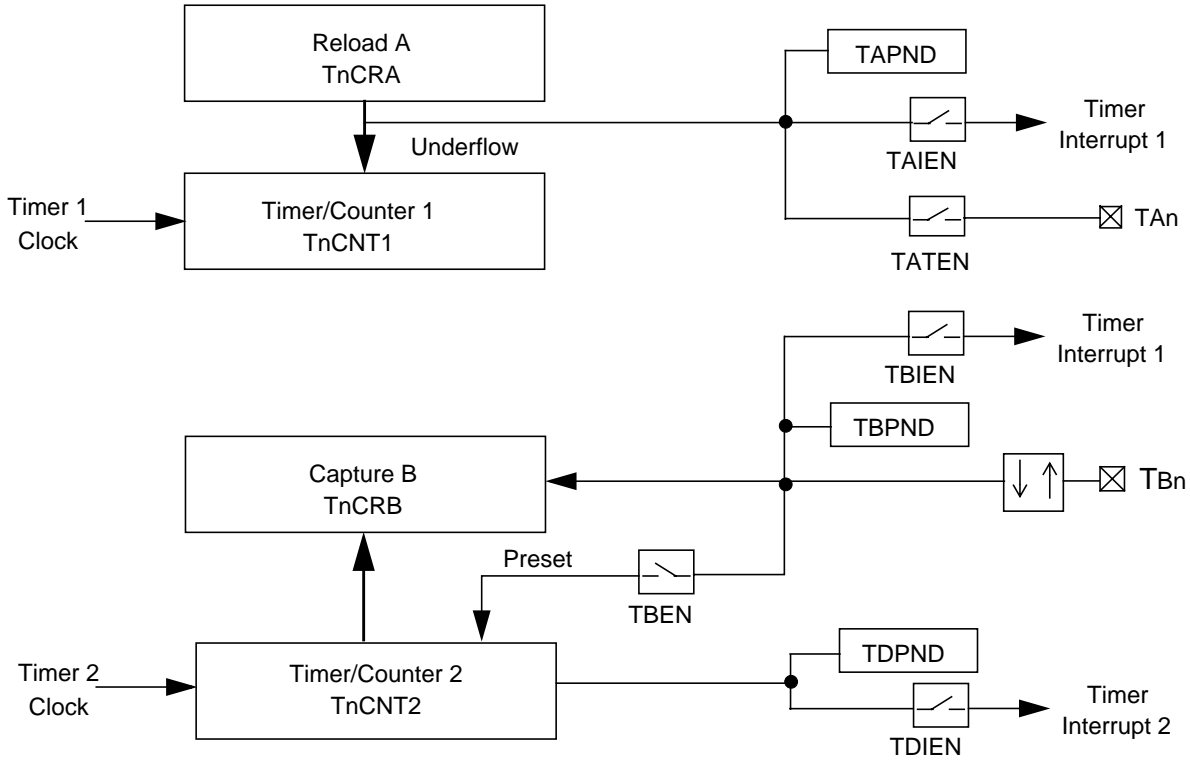 Reload A
TnCRA
TAPND
Timer
Interrupt 1
TAIEN
Underflow
Timer 1
Clock
Timer/Counter 1
TnCNT1
TAn
TATEN
Timer
Interrupt 1
TBIEN
TBPND
Capture B
TnCRB
TBn
Preset
TBEN
TDPND
Timer 2
Clock
Timer/Counter 2
TnCNT2
Timer
Interrupt 2
TDIEN